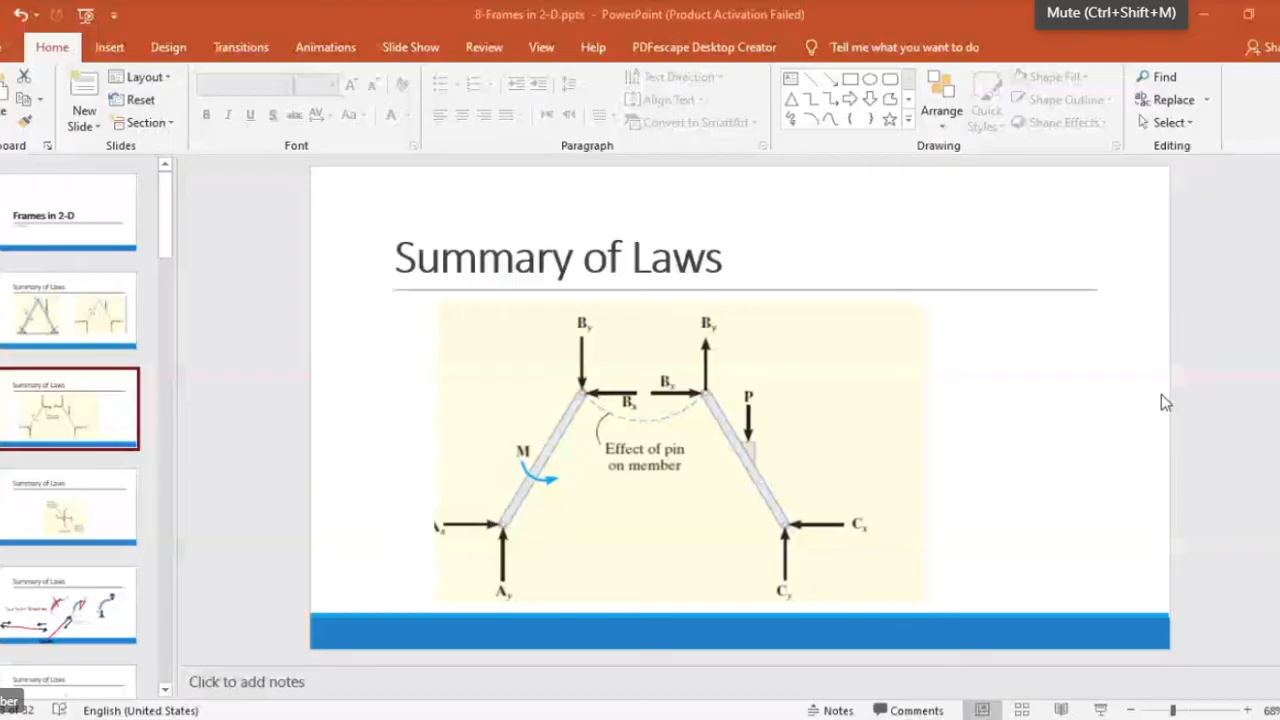 8-Frames in 2-D.pptx - PowerPoint (Product Activation Failed)
Mute (Ctrl+Shift+M)
Home Insert Design Transitions Animations Slide Show Review View Help PDFescape Desktop Creator Tell me what you want to do
New
Slide
Layout
Reset
Section
B I U S abc AV Aa A
Text Direction
Align Text
Convert to SmartArt
Arrange
Quick
Styles
Shape Fill
Shape Outline
Shape Effects
Find
Replace
Select
Slides Font Paragraph Drawing Editing
Frames in 2-D
Summary of Laws
Summary of Laws
Summary of Laws
Summary of Laws
Summary of Laws
Summary of Laws
By By
Bx Bx
P
M
Effect of pin
on member
Cx
Ay Cy
Click to add notes
English (United States) Notes Comments